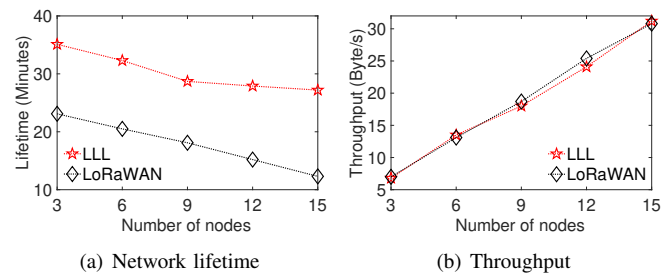 Lifetime (Minutes)
40
30
20
10
LLL
LoRaWAN
3 6 9 12 15
Number of nodes
(a) Network lifetime
Throughput (Byte/s)
30
25
20
15
10
5
LLL
LoRaWAN
3 6 9 12 15
Number of nodes
(b) Throughput